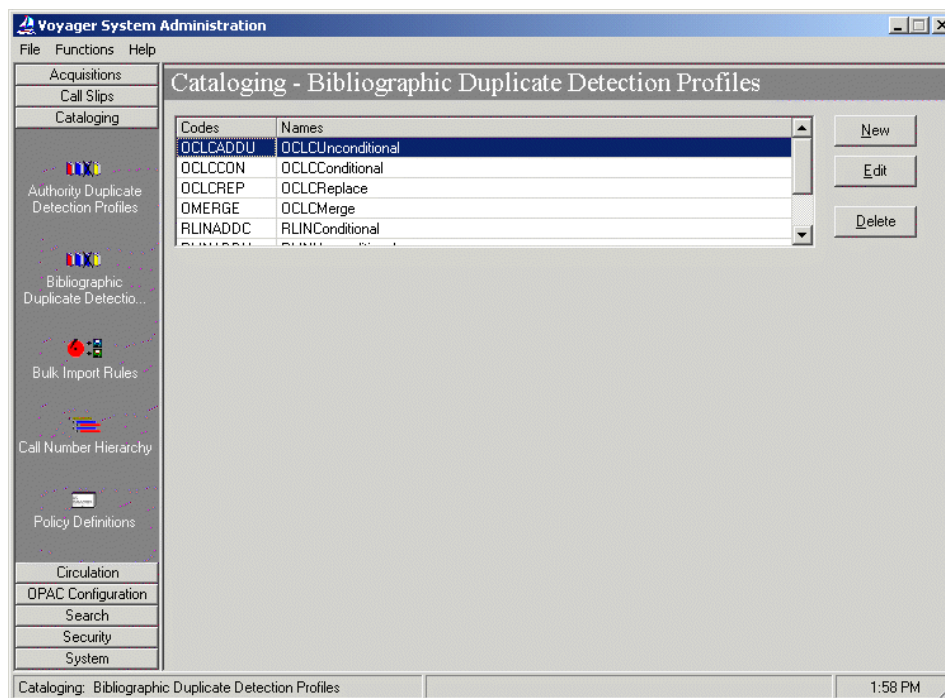 Voyager System Administration
File Functions Help
Acquisitions
Call Slips
Cataloging
Authority Duplicate
Detection Profiles
Bibliographic
Duplicate Detectio...
Bulk Import Rules
Call Number Hierarchy
Policy Definitions
Circulation
OPAC Configuration
Search
Security
System
Cataloging - Bibliographic Duplicate Detection Profiles
Codes Names
OCLCADDU OCLCUnconditional
OCLCCON OCLCConditional
OCLCREP OCLCReplace
OMERGE OCLCMerge
RLINADDC RLINConditional
New
Edit
Delete
Cataloging: Bibliographic Duplicate Detection Profiles
1:58 PM